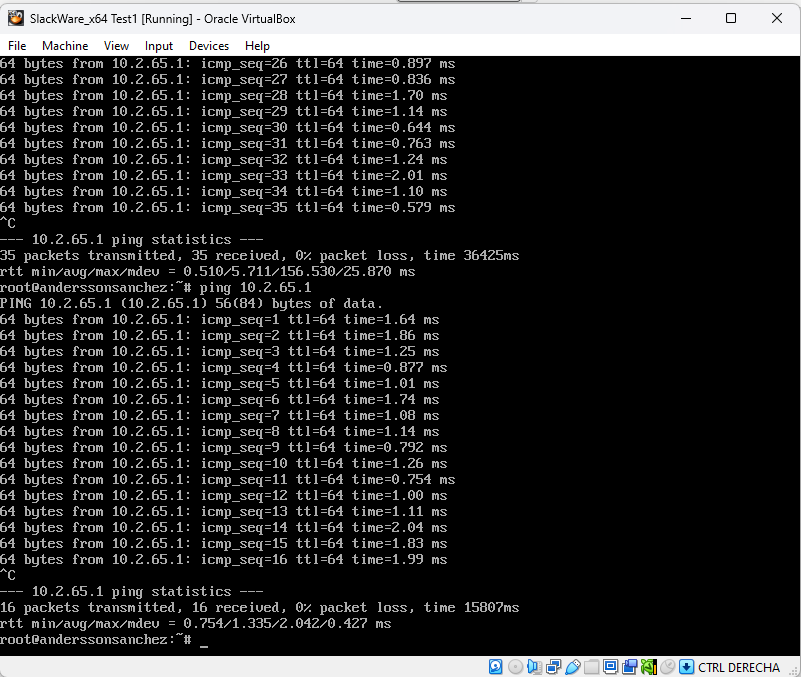 SlackWare_x64 Test1 [Running] - Oracle VirtualBox
File Machine View Input Devices Help
64 bytes from 10.2.65.1: icmp_seq=26 ttl=64 time=0.897 ms
64 bytes from 10.2.65.1: icmp_seq=27 ttl=64 time=0.836 ms
64 bytes from 10.2.65.1: icmp_seq=28 ttl=64 time=1.70 ms
64 bytes from 10.2.65.1: icmp_seq=29 ttl=64 time=1.14 ms
64 bytes from 10.2.65.1: icmp_seq=30 ttl=64 time=0.644 ms
64 bytes from 10.2.65.1: icmp_seq=31 ttl=64 time=0.763 ms
64 bytes from 10.2.65.1: icmp_seq=32 ttl=64 time=1.24 ms
64 bytes from 10.2.65.1: icmp_seq=33 ttl=64 time=2.01 ms
64 bytes from 10.2.65.1: icmp_seq=34 ttl=64 time=1.10 ms
64 bytes from 10.2.65.1: icmp_seq=35 ttl=64 time=0.579 ms
^C
--- 10.2.65.1 ping statistics ---
35 packets transmitted, 35 received, 0% packet loss, time 36425ms
rtt min/avg/max/mdev = 0.510/5.711/156.530/25.870 ms
root@anderssonsanchez:~# ping 10.2.65.1
PING 10.2.65.1 (10.2.65.1) 56(84) bytes of data.
64 bytes from 10.2.65.1: icmp_seq=1 ttl=64 time=1.64 ms
64 bytes from 10.2.65.1: icmp_seq=2 ttl=64 time=1.86 ms
64 bytes from 10.2.65.1: icmp_seq=3 ttl=64 time=1.25 ms
64 bytes from 10.2.65.1: icmp_seq=4 ttl=64 time=0.877 ms
64 bytes from 10.2.65.1: icmp_seq=5 ttl=64 time=1.01 ms
64 bytes from 10.2.65.1: icmp_seq=6 ttl=64 time=1.74 ms
64 bytes from 10.2.65.1: icmp_seq=7 ttl=64 time=1.08 ms
64 bytes from 10.2.65.1: icmp_seq=8 ttl=64 time=1.14 ms
64 bytes from 10.2.65.1: icmp_seq=9 ttl=64 time=0.792 ms
64 bytes from 10.2.65.1: icmp_seq=10 ttl=64 time=1.26 ms
64 bytes from 10.2.65.1: icmp_seq=11 ttl=64 time=0.754 ms
64 bytes from 10.2.65.1: icmp_seq=12 ttl=64 time=1.00 ms
64 bytes from 10.2.65.1: icmp_seq=13 ttl=64 time=1.11 ms
64 bytes from 10.2.65.1: icmp_seq=14 ttl=64 time=2.04 ms
64 bytes from 10.2.65.1: icmp_seq=15 ttl=64 time=1.83 ms
64 bytes from 10.2.65.1: icmp_seq=16 ttl=64 time=1.99 ms
^C
--- 10.2.65.1 ping statistics ---
16 packets transmitted, 16 received, 0% packet loss, time 15807ms
rtt min/avg/max/mdev = 0.754/1.335/2.042/0.427 ms
root@anderssonsanchez:~# _
CTRL DERECHA